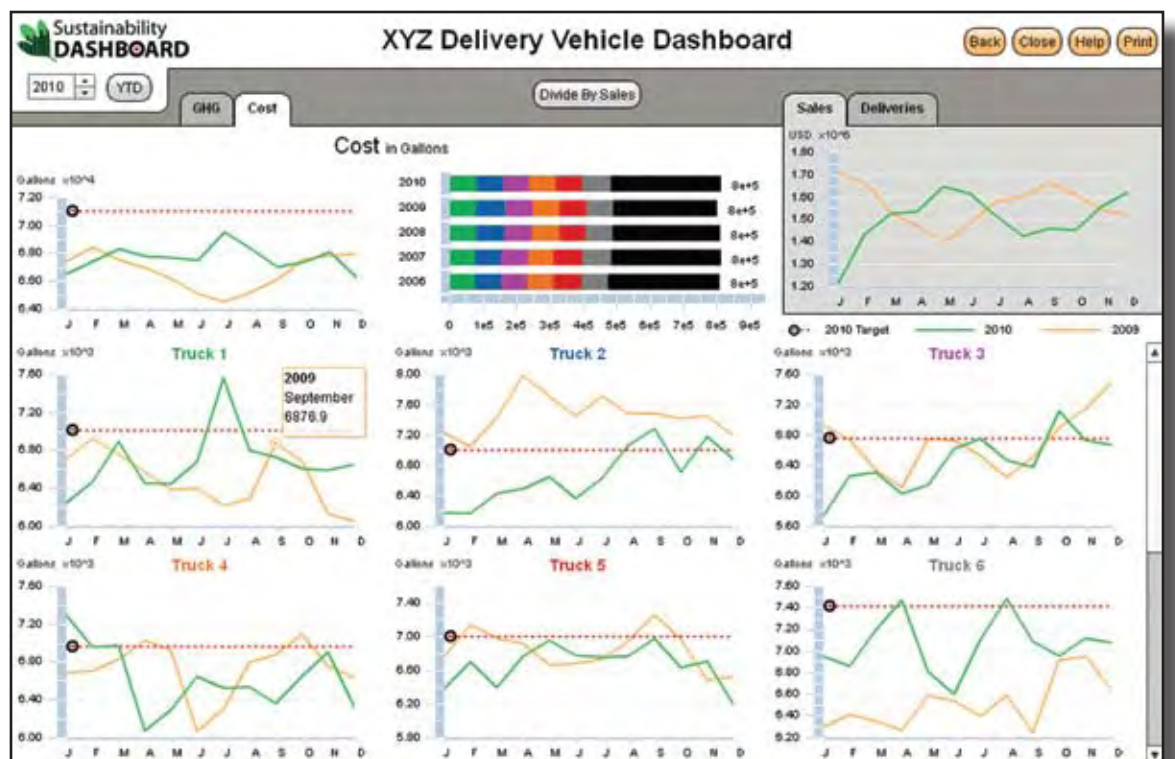 Sustainability
DASHBOARD
XYZ Delivery Vehicle Dashboard
Back Close Help Print
2010 YTD
GHG Cost
Divide By Sales
Sales Deliveries
Cost in Gallons
Gallons x10^4
7.20
7.00
6.80
6.60
6.40
J F M A M J J A S O N D
2010 8e+5
2009 8e+5
2008 8e+5
2007 8e+5
2006 8e+5
0 1e5 2e5 3e5 4e5 5e5 6e5 7e5 8e5 9e5
USD x10^6
1.80
1.70
1.60
1.50
1.40
1.30
1.20
J F M A M J J A S O N D
2010 Target 2010 2009
Gallons x10^3 Truck 1
7.60
7.20
6.80
6.40
6.00
J F M A M J J A S O N D
2009
September
6876.9
Gallons x10^3 Truck 2
8.00
7.60
7.20
6.80
6.40
6.00
J F M A M J J A S O N D
Gallons x10^3 Truck 3
7.60
7.20
6.80
6.40
6.00
5.60
J F M A M J J A S O N D
Gallons x10^3 Truck 4
7.60
7.20
6.80
6.40
6.00
J F M A M J J A S O N D
Gallons x10^3 Truck 5
7.40
7.00
6.60
6.20
5.80
J F M A M J J A S O N D
Gallons x10^3 Truck 6
7.60
7.40
7.20
7.00
6.80
6.60
6.40
6.20
J F M A M J J A S O N D